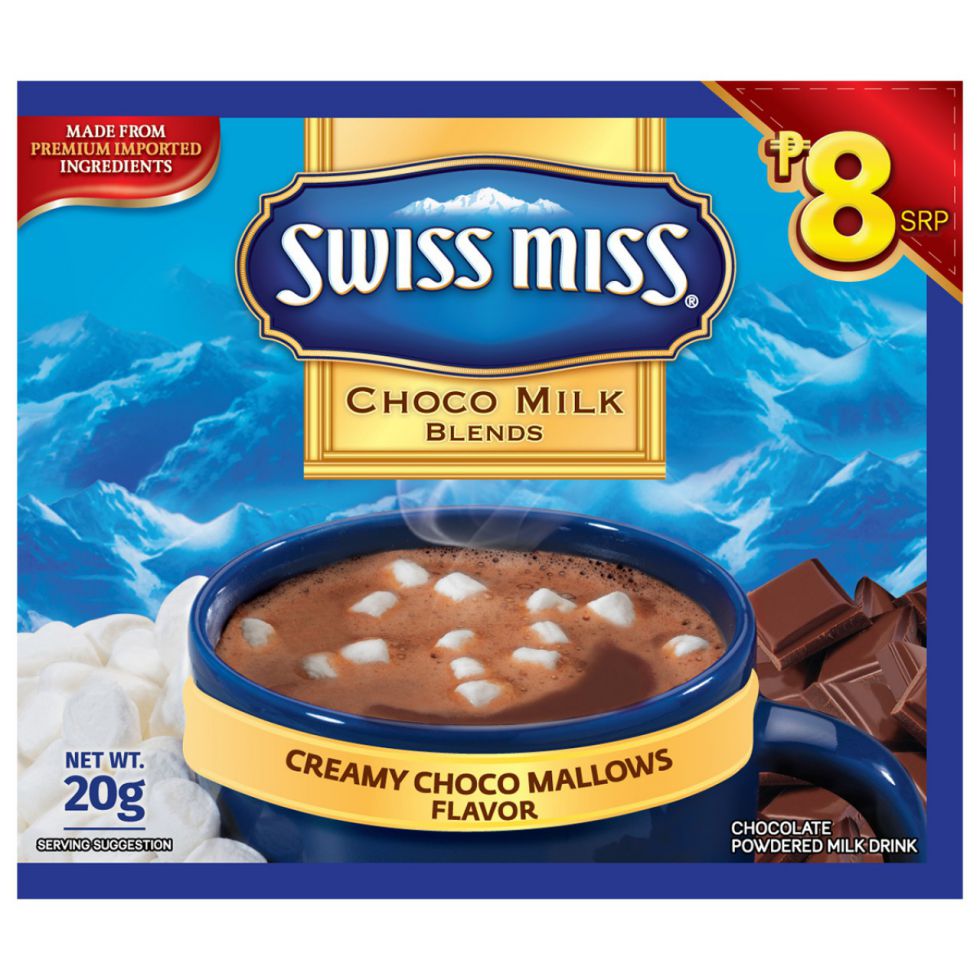 MADE FROM
PREMIUM IMPORTED
INGREDIENTS
₱8 SRP
SWISS MISS®
CHOCO MILK
BLENDS
CREAMY CHOCO MALLOWS
FLAVOR
NET WT.
20g
SERVING SUGGESTION
CHOCOLATE
POWDERED MILK DRINK